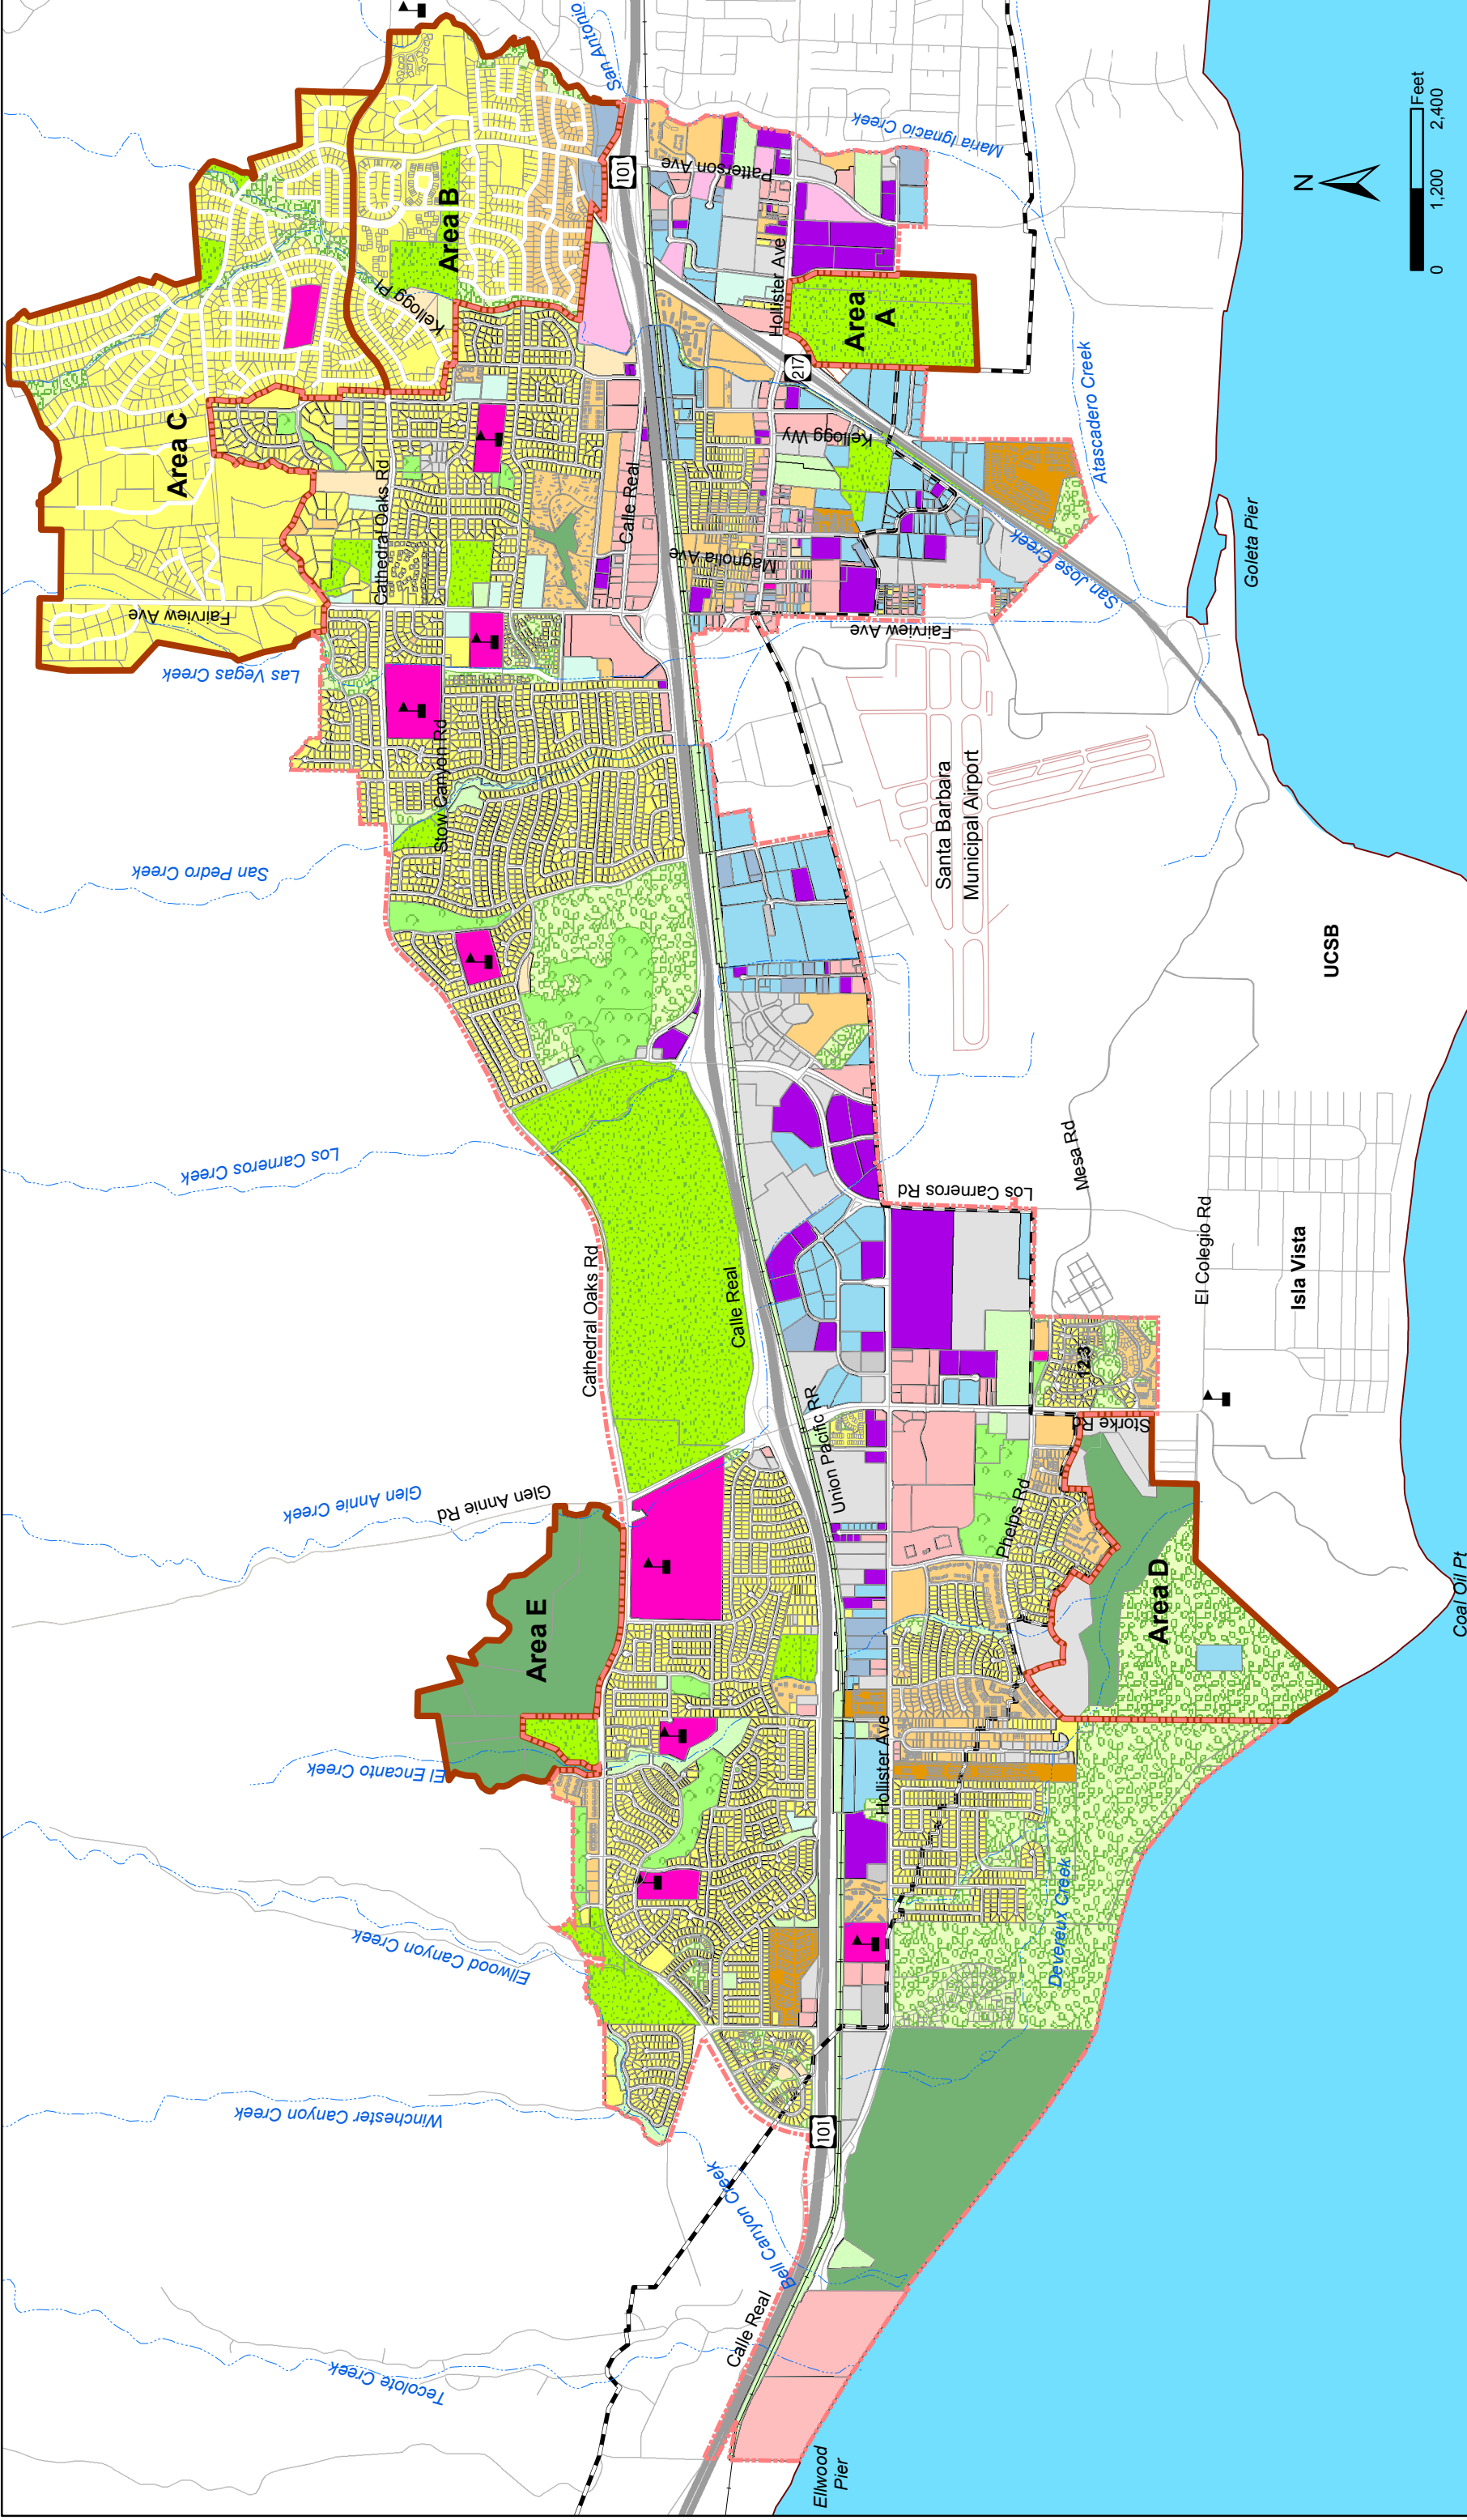 San Antonio
101
Patterson Ave
Maria Ignacio Creek
Feet
0
1,200
2,400
N
Area C
Area B
Kellogg Pl
Hollister Ave
Area
A
217
Kellogg Wy
Atascadero Creek
Cathedral Oaks Rd
Calle Real
Magnolia Ave
San Jose Creek
Goleta Pier
Fairview Ave
Fairview Ave
Las Vegas Creek
Stow Canyon Rd
San Pedro Creek
Santa Barbara
Municipal Airport
UCSB
Los Carneros Creek
Los Carneros Rd
Mesa Rd
El Colegio Rd
Isla Vista
Cathedral Oaks Rd
Calle Real
12.3
Storke Rd
Union Pacific RR
Glen Annie Creek
Glen Annie Rd
Phelps Rd
Area E
Area D
Coal Oil Pt
El Encanto Creek
Hollister Ave
Ellwood Canyon Creek
Devereux Creek
Winchester Canyon Creek
101
Bell Canyon Creek
Calle Real
Tecolote Creek
Ellwood
Pier